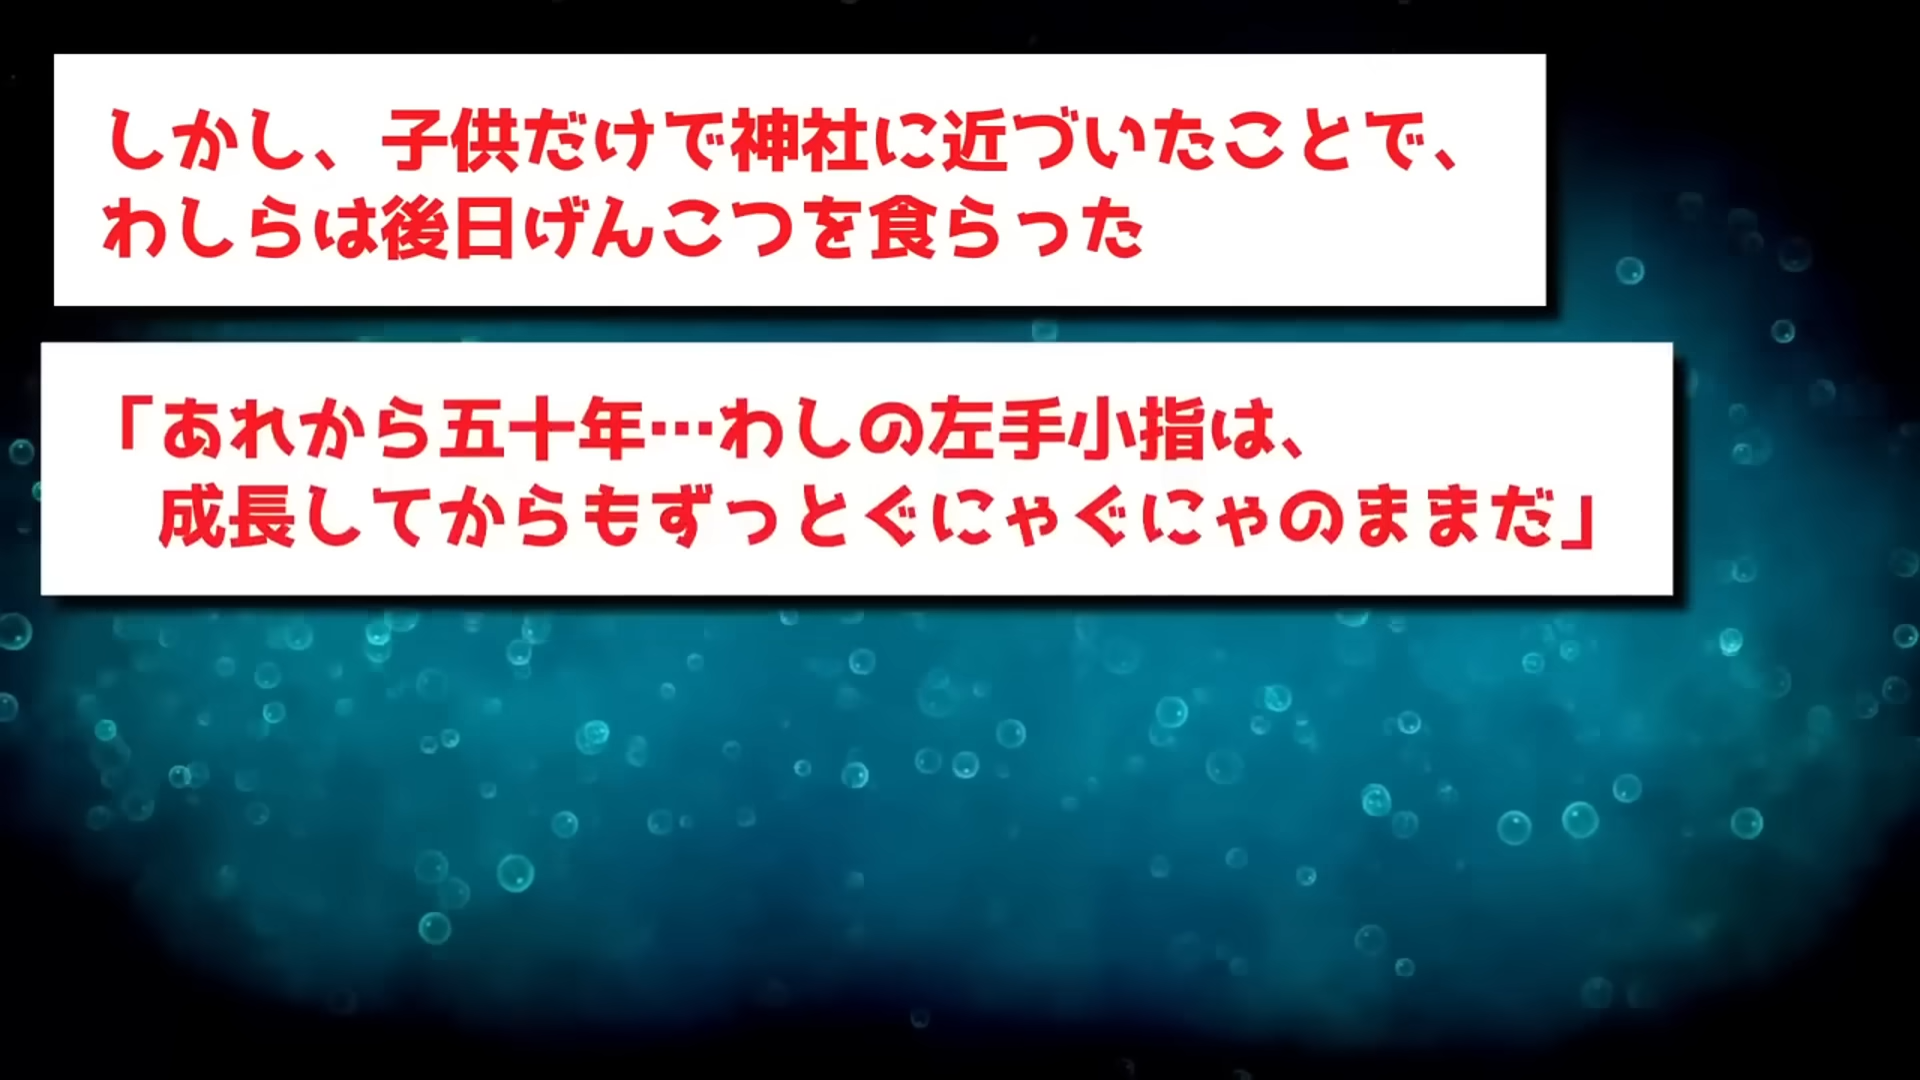 しかし、子供だけで神社に近づいたことで、
わしらは後日げんこつを食らった
「あれから五十年…わしの左手小指は、
成長してからもずっとぐにゃぐにゃのままだ」